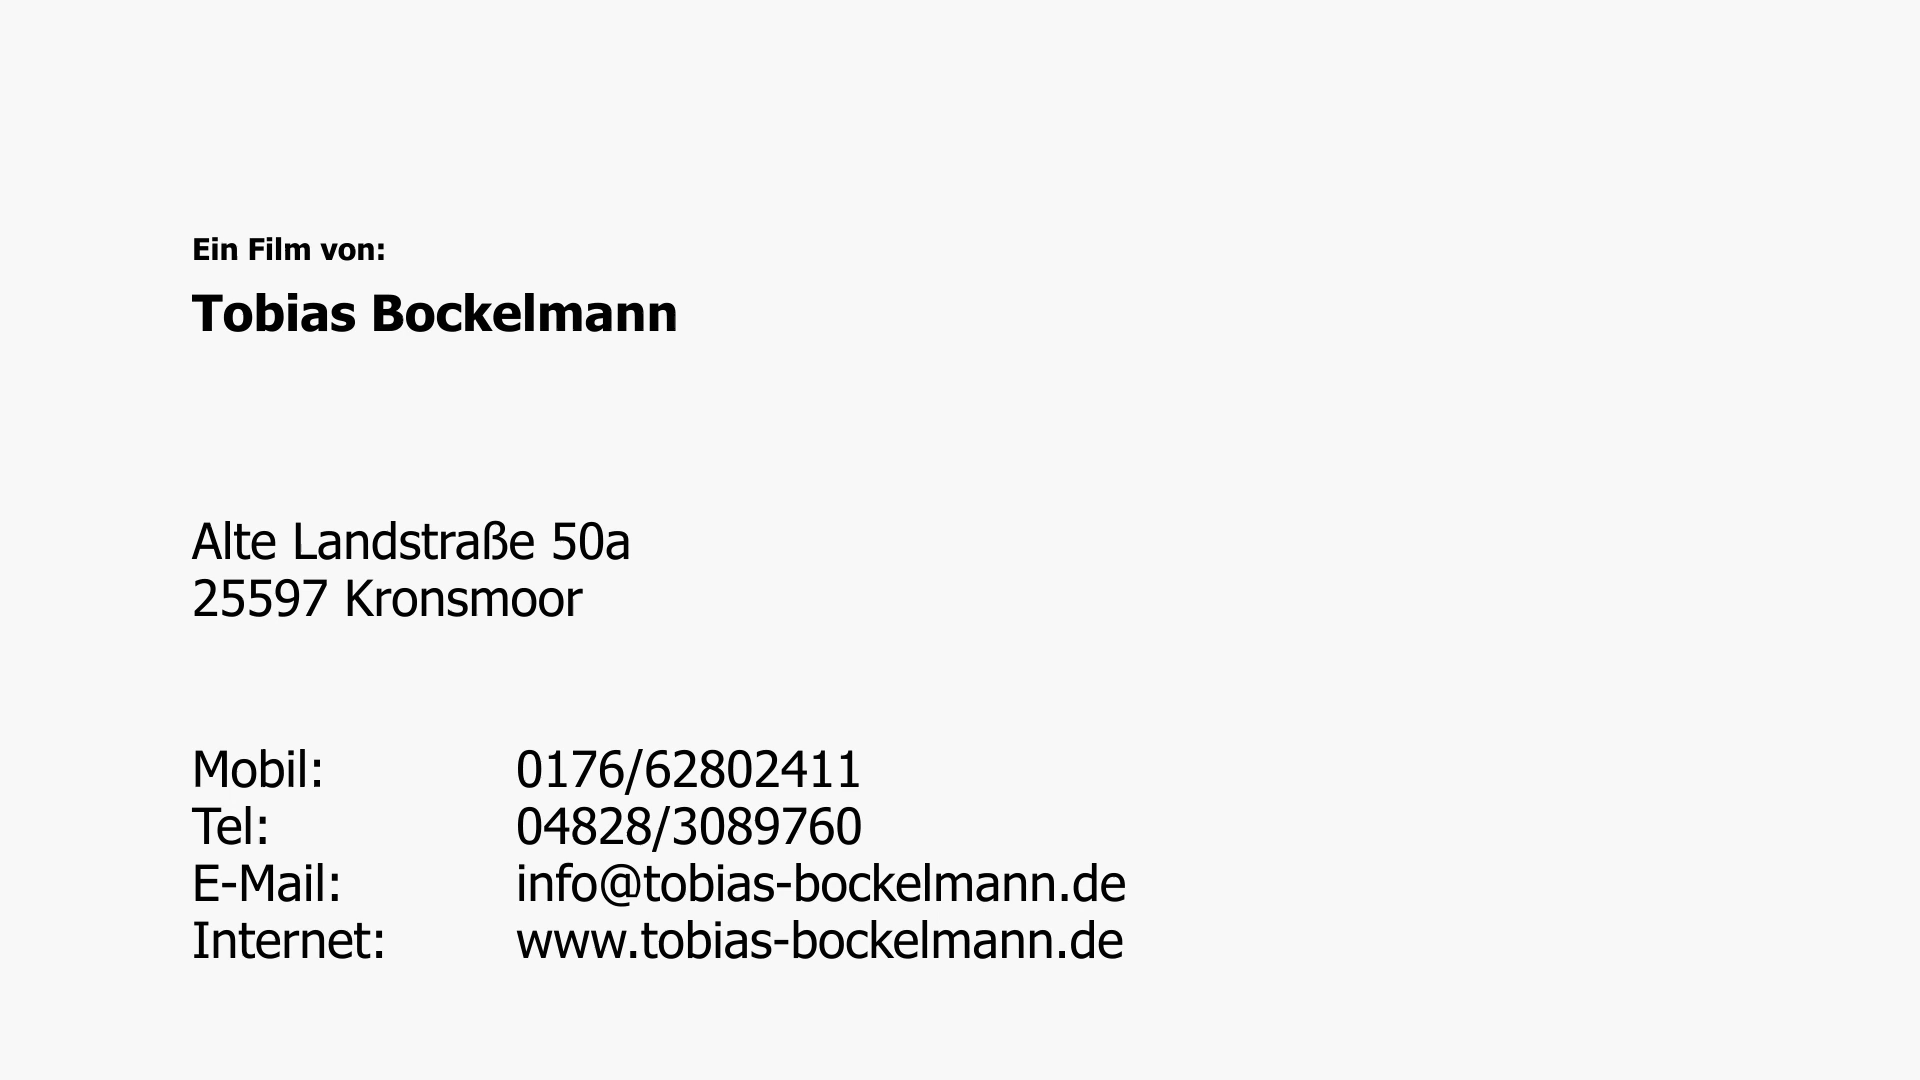 Ein Film von:
Tobias Bockelmann
Alte Landstraße 50a
25597 Kronsmoor
Mobil: 0176/62802411
Tel: 04828/3089760
E-Mail: info@tobias-bockelmann.de
Internet: www.tobias-bockelmann.de